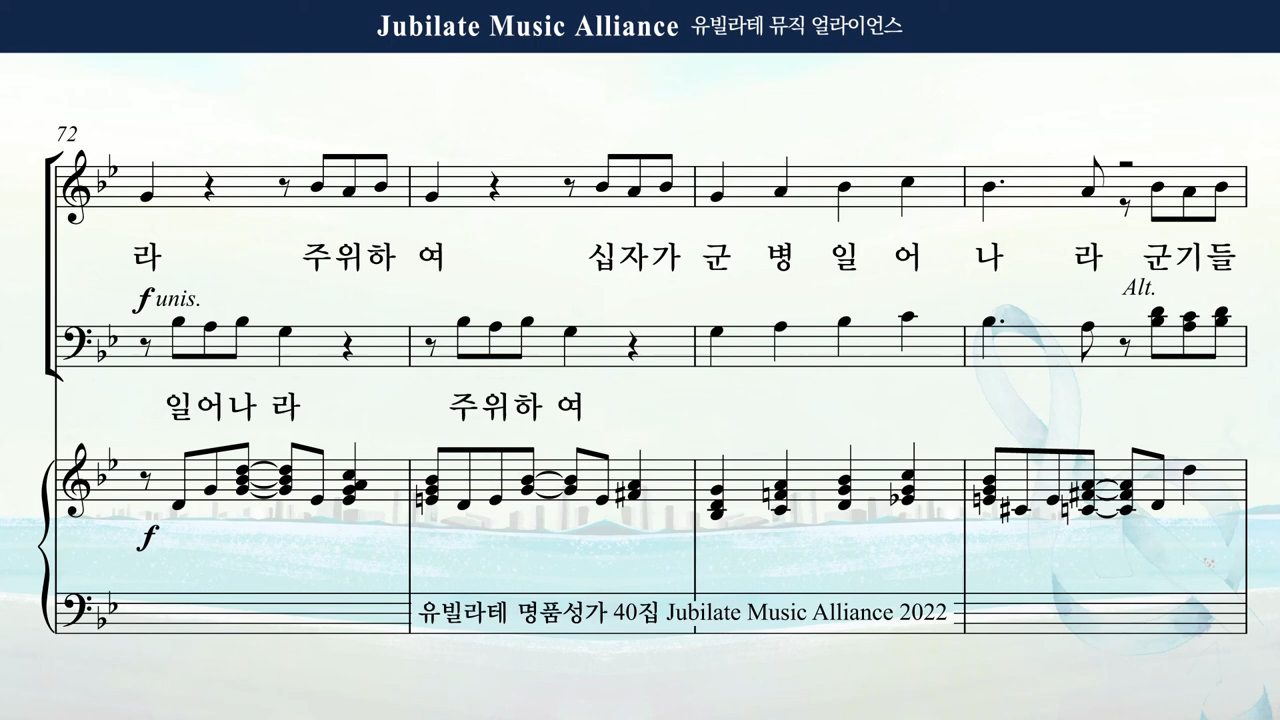 Jubilate Music Alliance 유빌라테 뮤직 얼라이언스
72
라 주위하 여 십자가 군 병 일 어 나 라 군기들
f unis. Alt.
일어나 라 주위하 여
f
유빌라테 명품성가 40집 Jubilate Music Alliance 2022